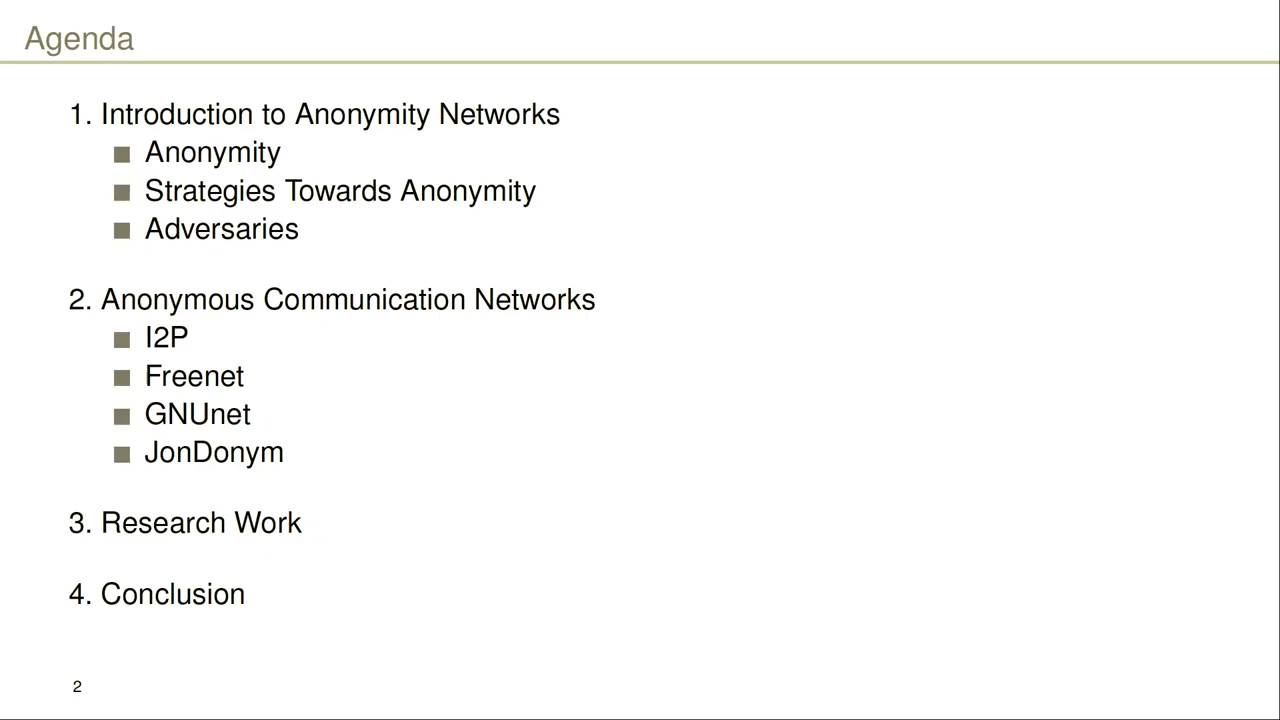 Agenda
1. Introduction to Anonymity Networks
Anonymity
Strategies Towards Anonymity
Adversaries
2. Anonymous Communication Networks
I2P
Freenet
GNUnet
JonDonym
3. Research Work
4. Conclusion
2